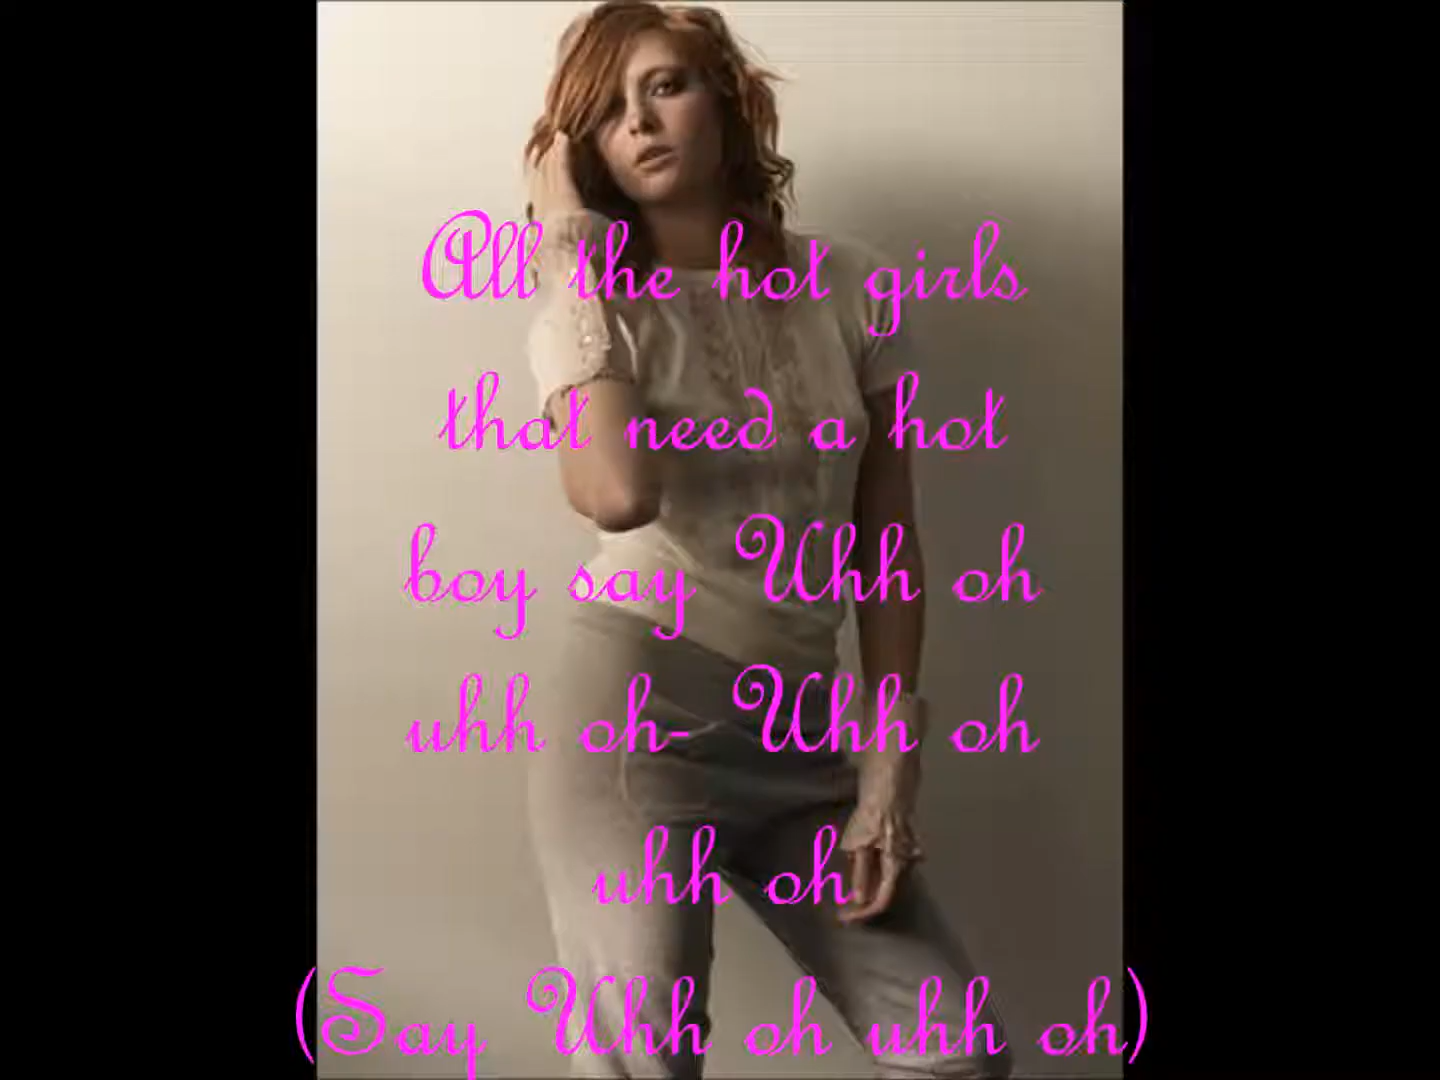 All the hot girls
that need a hot
boy say Uhh oh
uhh oh- Uhh oh
uhh oh
(Say Uhh oh uhh oh)